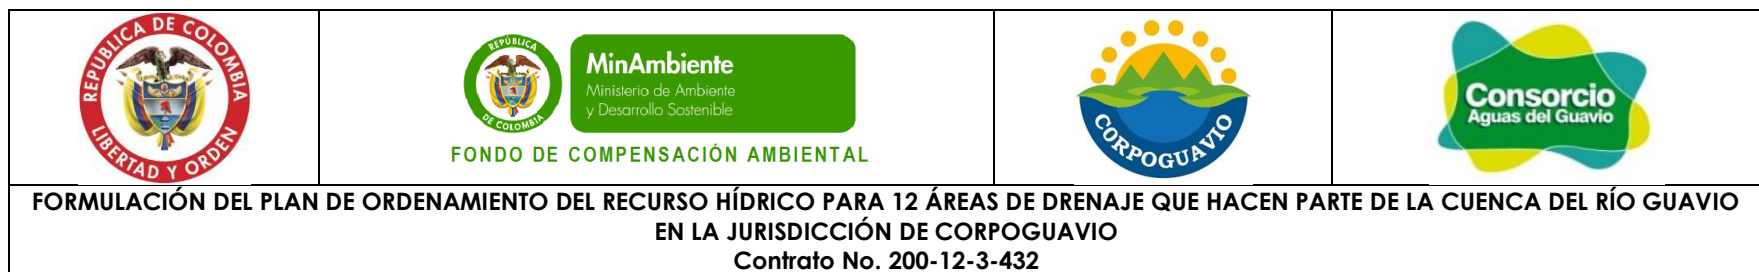 REPUBLICA DE COLOMBIA
LIBERTAD Y ORDEN
REPÚBLICA
DE COLOMBIA
MinAmbiente
Ministerio de Ambiente
y Desarrollo Sostenible
FONDO DE COMPENSACIÓN AMBIENTAL
CORPOGUAVIO
Consorcio
Aguas del Guavio
FORMULACIÓN DEL PLAN DE ORDENAMIENTO DEL RECURSO HÍDRICO PARA 12 ÁREAS DE DRENAJE QUE HACEN PARTE DE LA CUENCA DEL RÍO GUAVIO
EN LA JURISDICCIÓN DE CORPOGUAVIO
Contrato No. 200-12-3-432